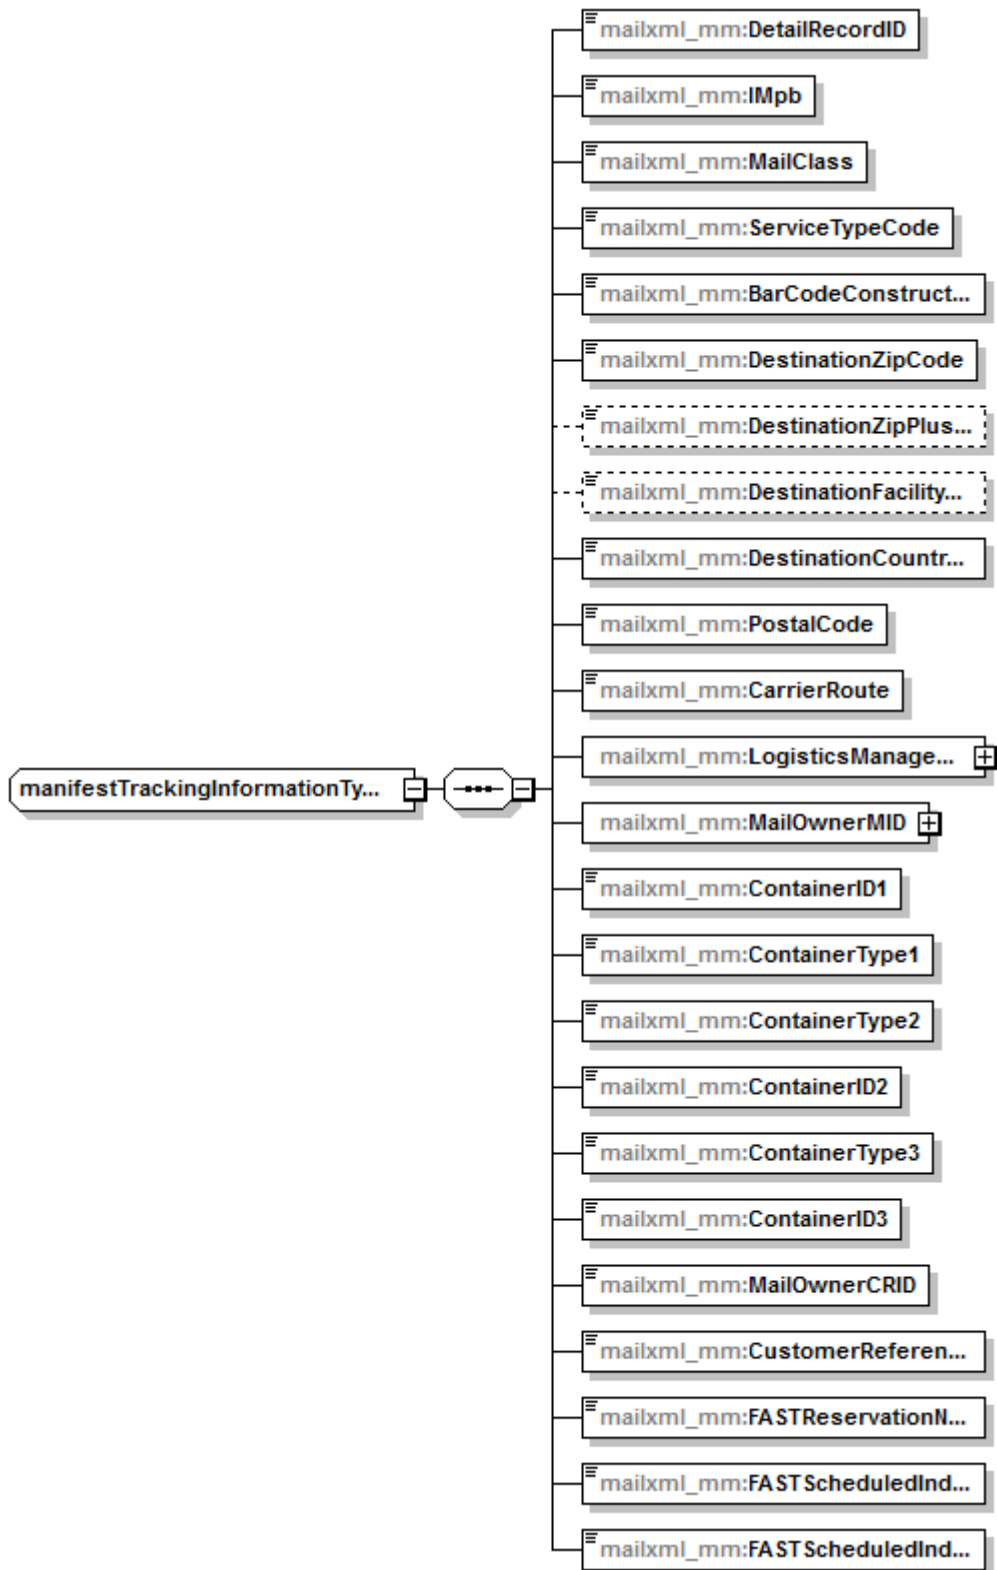 mailxml_mm:DetailRecordID
mailxml_mm:IMpb
mailxml_mm:MailClass
mailxml_mm:ServiceTypeCode
mailxml_mm:BarCodeConstruct...
mailxml_mm:DestinationZipCode
mailxml_mm:DestinationZipPlus...
mailxml_mm:DestinationFacility...
mailxml_mm:DestinationCountr...
mailxml_mm:PostalCode
mailxml_mm:CarrierRoute
mailxml_mm:LogisticsManage...
manifestTrackingInformationTy...
mailxml_mm:MailOwnerMID
mailxml_mm:ContainerID1
mailxml_mm:ContainerType1
mailxml_mm:ContainerType2
mailxml_mm:ContainerID2
mailxml_mm:ContainerType3
mailxml_mm:ContainerID3
mailxml_mm:MailOwnerCRID
mailxml_mm:CustomerReferen...
mailxml_mm:FASTReservationN...
mailxml_mm:FASTScheduledInd...
mailxml_mm:FASTScheduledInd...